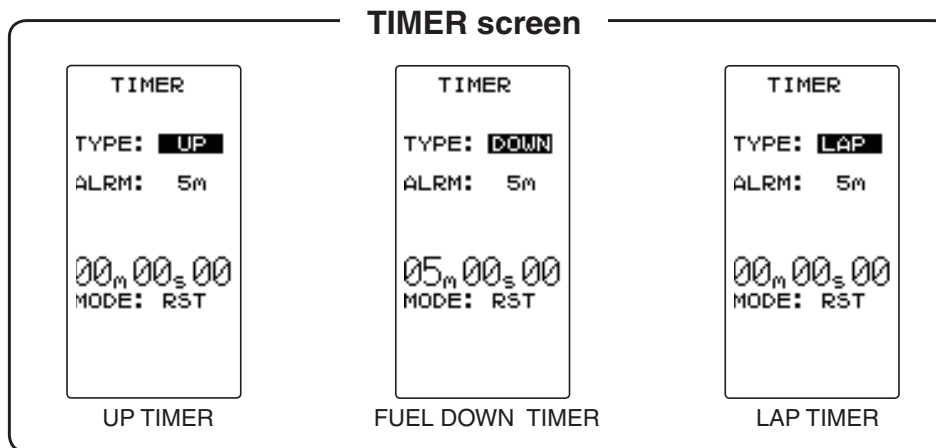 TIMER screen
TIMER
TYPE: UP
ALRM: 5m
00m00s00
MODE: RST
UP TIMER
TIMER
TYPE: DOWN
ALRM: 5m
05m00s00
MODE: RST
FUEL DOWN TIMER
TIMER
TYPE: LAP
ALRM: 5m
00m00s00
MODE: RST
LAP TIMER